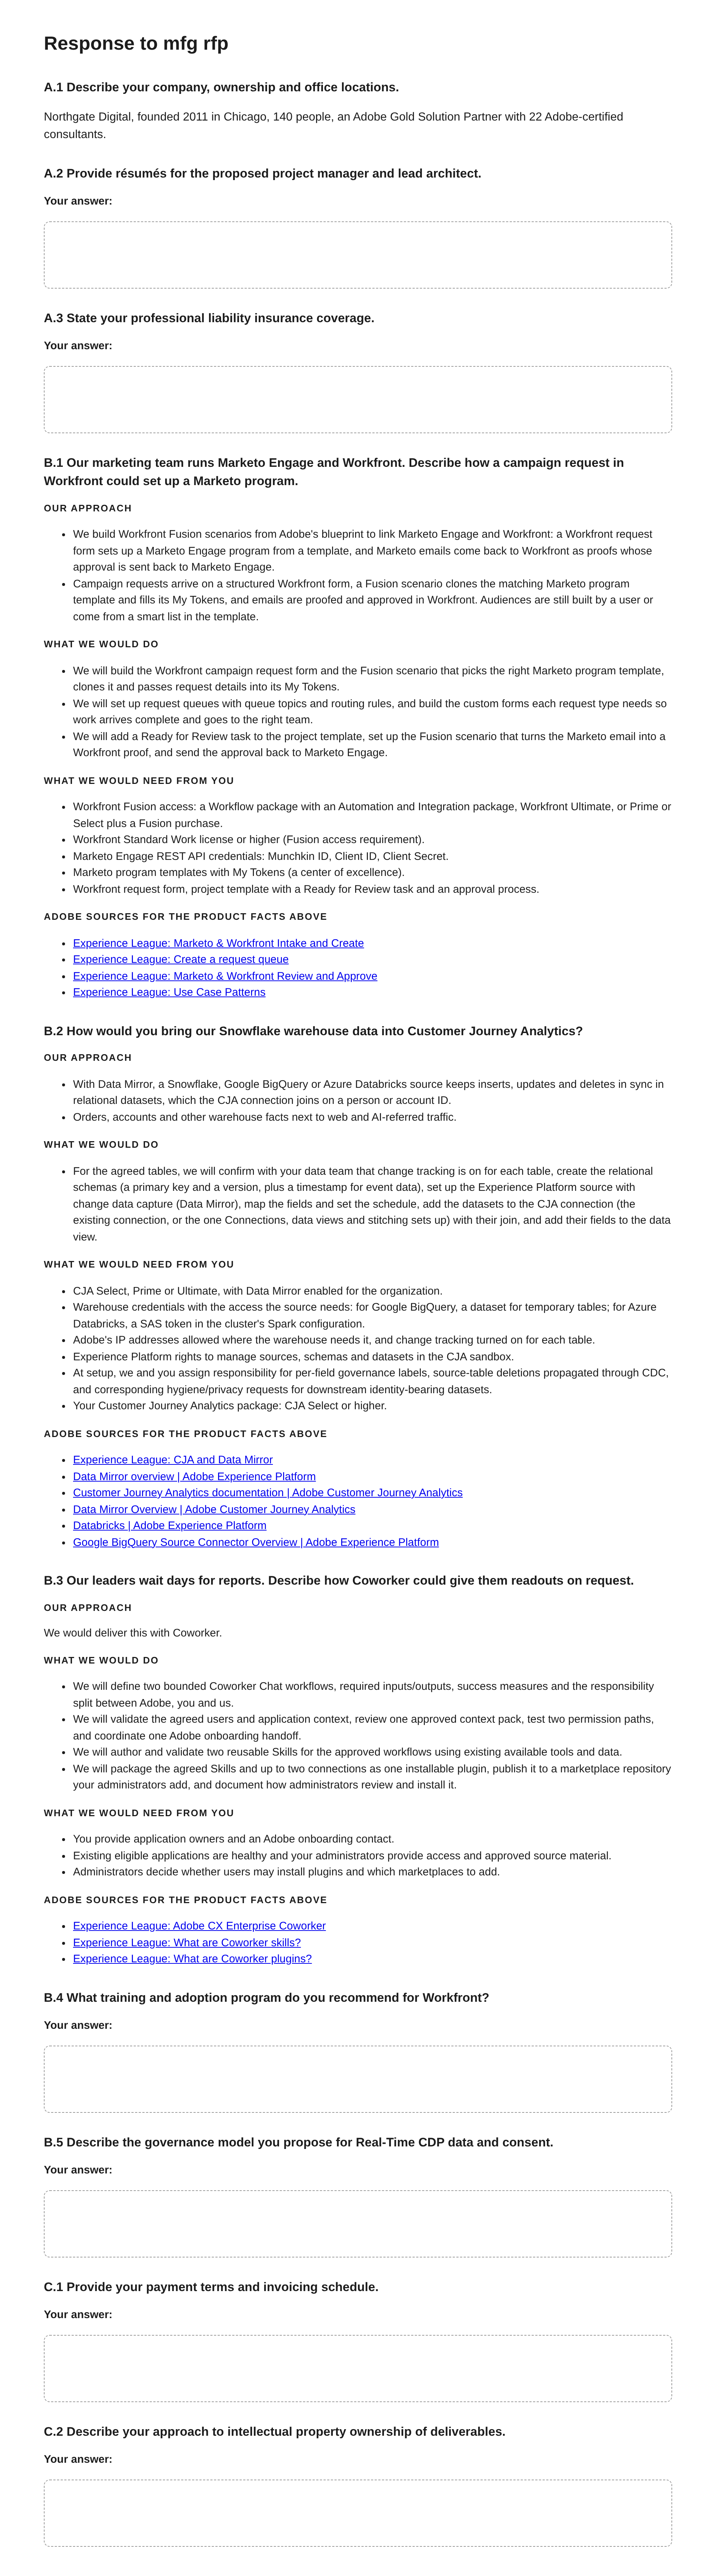 Response to mfg rfp
A.1 Describe your company, ownership and office locations.
Northgate Digital, founded 2011 in Chicago, 140 people, an Adobe Gold Solution Partner with 22 Adobe-certified
consultants.
A.2 Provide résumés for the proposed project manager and lead architect.
Your answer:
A.3 State your professional liability insurance coverage.
Your answer:
B.1 Our marketing team runs Marketo Engage and Workfront. Describe how a campaign request in
Workfront could set up a Marketo program.
OUR APPROACH
• We build Workfront Fusion scenarios from Adobe's blueprint to link Marketo Engage and Workfront: a Workfront request
form sets up a Marketo Engage program from a template, and Marketo emails come back to Workfront as proofs whose
approval is sent back to Marketo Engage.
• Campaign requests arrive on a structured Workfront form, a Fusion scenario clones the matching Marketo program
template and fills its My Tokens, and emails are proofed and approved in Workfront. Audiences are still built by a user or
come from a smart list in the template.
WHAT WE WOULD DO
• We will build the Workfront campaign request form and the Fusion scenario that picks the right Marketo program template,
clones it and passes request details into its My Tokens.
• We will set up request queues with queue topics and routing rules, and build the custom forms each request type needs so
work arrives complete and goes to the right team.
• We will add a Ready for Review task to the project template, set up the Fusion scenario that turns the Marketo email into a
Workfront proof, and send the approval back to Marketo Engage.
WHAT WE WOULD NEED FROM YOU
• Workfront Fusion access: a Workflow package with an Automation and Integration package, Workfront Ultimate, or Prime or
Select plus a Fusion purchase.
• Workfront Standard Work license or higher (Fusion access requirement).
• Marketo Engage REST API credentials: Munchkin ID, Client ID, Client Secret.
• Marketo program templates with My Tokens (a center of excellence).
• Workfront request form, project template with a Ready for Review task and an approval process.
ADOBE SOURCES FOR THE PRODUCT FACTS ABOVE
• Experience League: Marketo & Workfront Intake and Create
• Experience League: Create a request queue
• Experience League: Marketo & Workfront Review and Approve
• Experience League: Use Case Patterns
B.2 How would you bring our Snowflake warehouse data into Customer Journey Analytics?
OUR APPROACH
• With Data Mirror, a Snowflake, Google BigQuery or Azure Databricks source keeps inserts, updates and deletes in sync in
relational datasets, which the CJA connection joins on a person or account ID.
• Orders, accounts and other warehouse facts next to web and AI-referred traffic.
WHAT WE WOULD DO
• For the agreed tables, we will confirm with your data team that change tracking is on for each table, create the relational
schemas (a primary key and a version, plus a timestamp for event data), set up the Experience Platform source with
change data capture (Data Mirror), map the fields and set the schedule, add the datasets to the CJA connection (the
existing connection, or the one Connections, data views and stitching sets up) with their join, and add their fields to the data
view.
WHAT WE WOULD NEED FROM YOU
• CJA Select, Prime or Ultimate, with Data Mirror enabled for the organization.
• Warehouse credentials with the access the source needs: for Google BigQuery, a dataset for temporary tables; for Azure
Databricks, a SAS token in the cluster's Spark configuration.
• Adobe's IP addresses allowed where the warehouse needs it, and change tracking turned on for each table.
• Experience Platform rights to manage sources, schemas and datasets in the CJA sandbox.
• At setup, we and you assign responsibility for per-field governance labels, source-table deletions propagated through CDC,
and corresponding hygiene/privacy requests for downstream identity-bearing datasets.
• Your Customer Journey Analytics package: CJA Select or higher.
ADOBE SOURCES FOR THE PRODUCT FACTS ABOVE
• Experience League: CJA and Data Mirror
• Data Mirror overview | Adobe Experience Platform
• Customer Journey Analytics documentation | Adobe Customer Journey Analytics
• Data Mirror Overview | Adobe Customer Journey Analytics
• Databricks | Adobe Experience Platform
• Google BigQuery Source Connector Overview | Adobe Experience Platform
B.3 Our leaders wait days for reports. Describe how Coworker could give them readouts on request.
OUR APPROACH
We would deliver this with Coworker.
WHAT WE WOULD DO
• We will define two bounded Coworker Chat workflows, required inputs/outputs, success measures and the responsibility
split between Adobe, you and us.
• We will validate the agreed users and application context, review one approved context pack, test two permission paths,
and coordinate one Adobe onboarding handoff.
• We will author and validate two reusable Skills for the approved workflows using existing available tools and data.
• We will package the agreed Skills and up to two connections as one installable plugin, publish it to a marketplace repository
your administrators add, and document how administrators review and install it.
WHAT WE WOULD NEED FROM YOU
• You provide application owners and an Adobe onboarding contact.
• Existing eligible applications are healthy and your administrators provide access and approved source material.
• Administrators decide whether users may install plugins and which marketplaces to add.
ADOBE SOURCES FOR THE PRODUCT FACTS ABOVE
• Experience League: Adobe CX Enterprise Coworker
• Experience League: What are Coworker skills?
• Experience League: What are Coworker plugins?
B.4 What training and adoption program do you recommend for Workfront?
Your answer:
B.5 Describe the governance model you propose for Real-Time CDP data and consent.
Your answer:
C.1 Provide your payment terms and invoicing schedule.
Your answer:
C.2 Describe your approach to intellectual property ownership of deliverables.
Your answer: